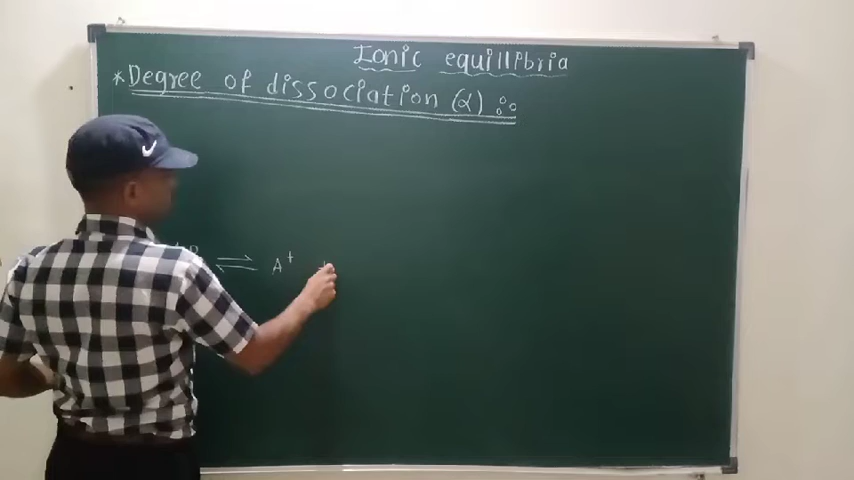 Ionic equilibria
*Degree of dissociation (α) ::
⇌ A⁺ +